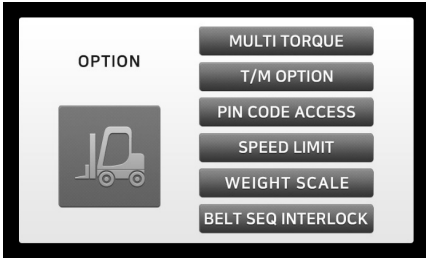 OPTION
MULTI TORQUE
T/M OPTION
PIN CODE ACCESS
SPEED LIMIT
WEIGHT SCALE
BELT SEQ INTERLOCK